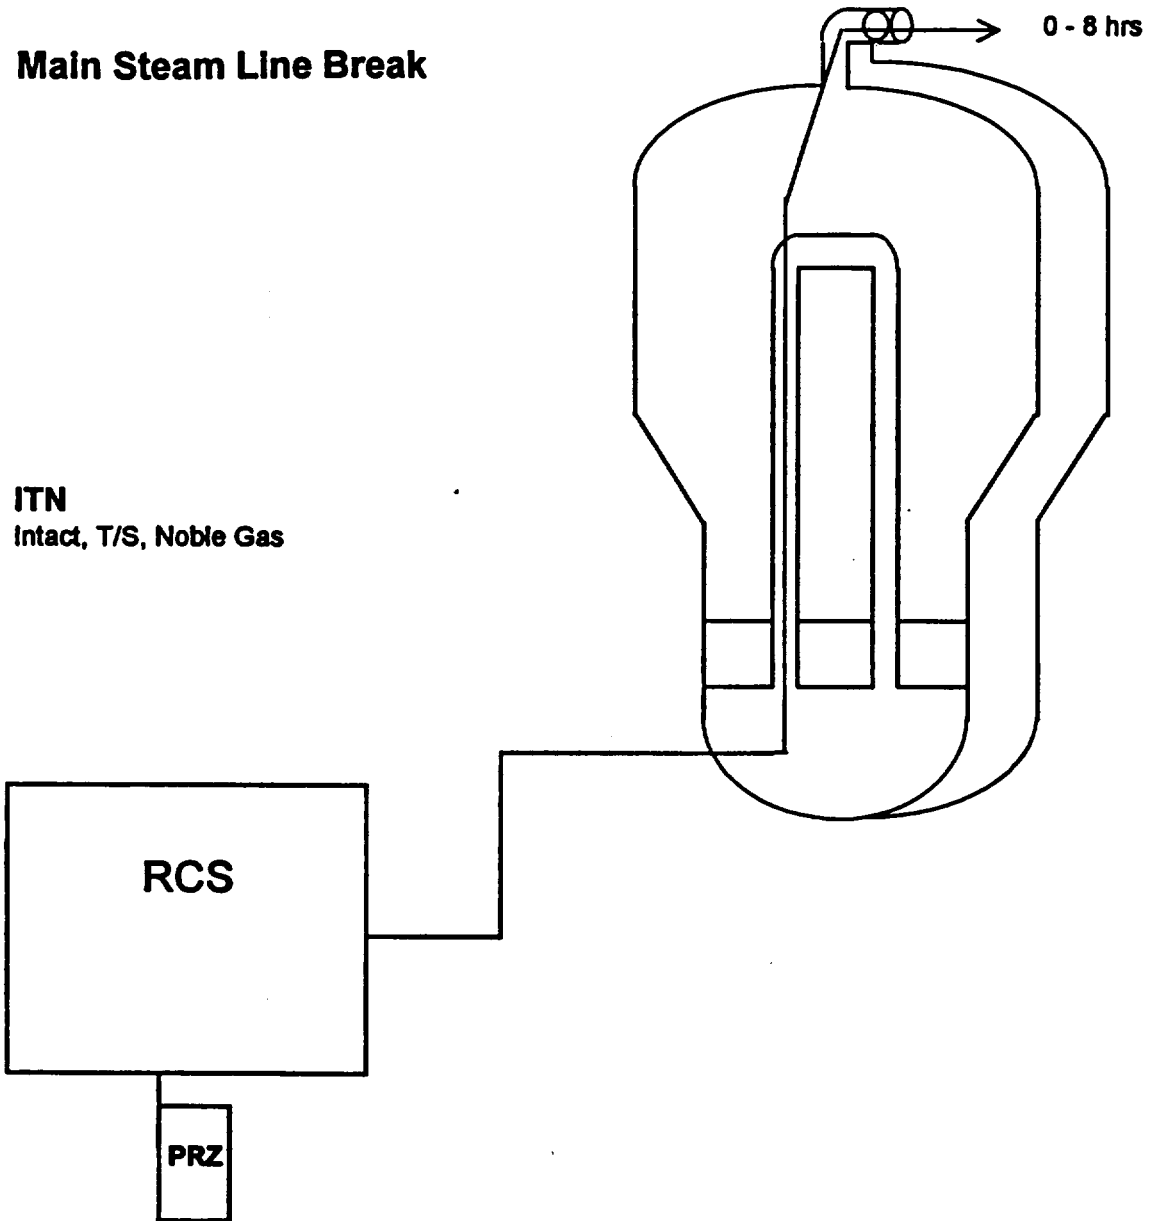 0 - 8 hrs
Main Steam Line Break
ITN
Intact, T/S, Noble Gas
RCS
PRZ